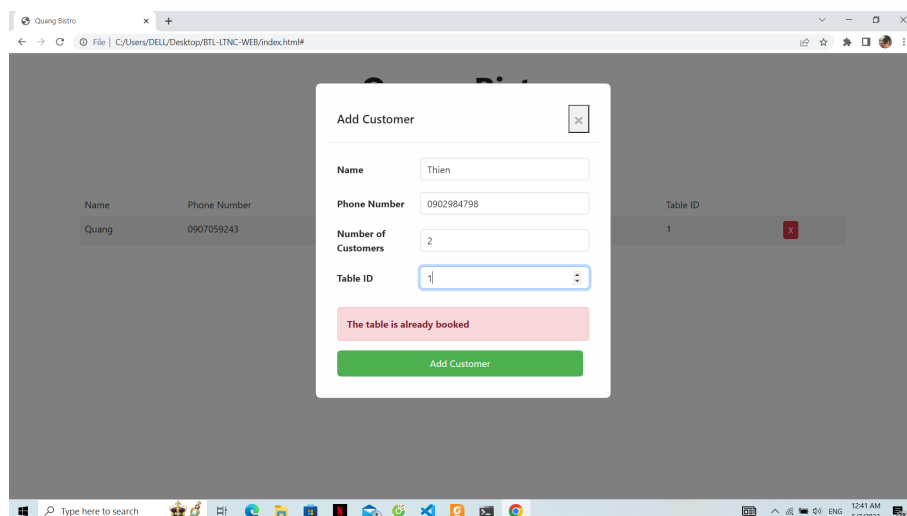 Quang Bistro
File | C:/Users/DELL/Desktop/BTL-LTNC-WEB/index.html#
Add Customer
×
Name
Thien
Phone Number
0902984798
Number of
Customers
2
Table ID
1
The table is already booked
Add Customer
Name Phone Number Table ID
Quang 0907059243 1 X
Type here to search
ENG
12:41 AM